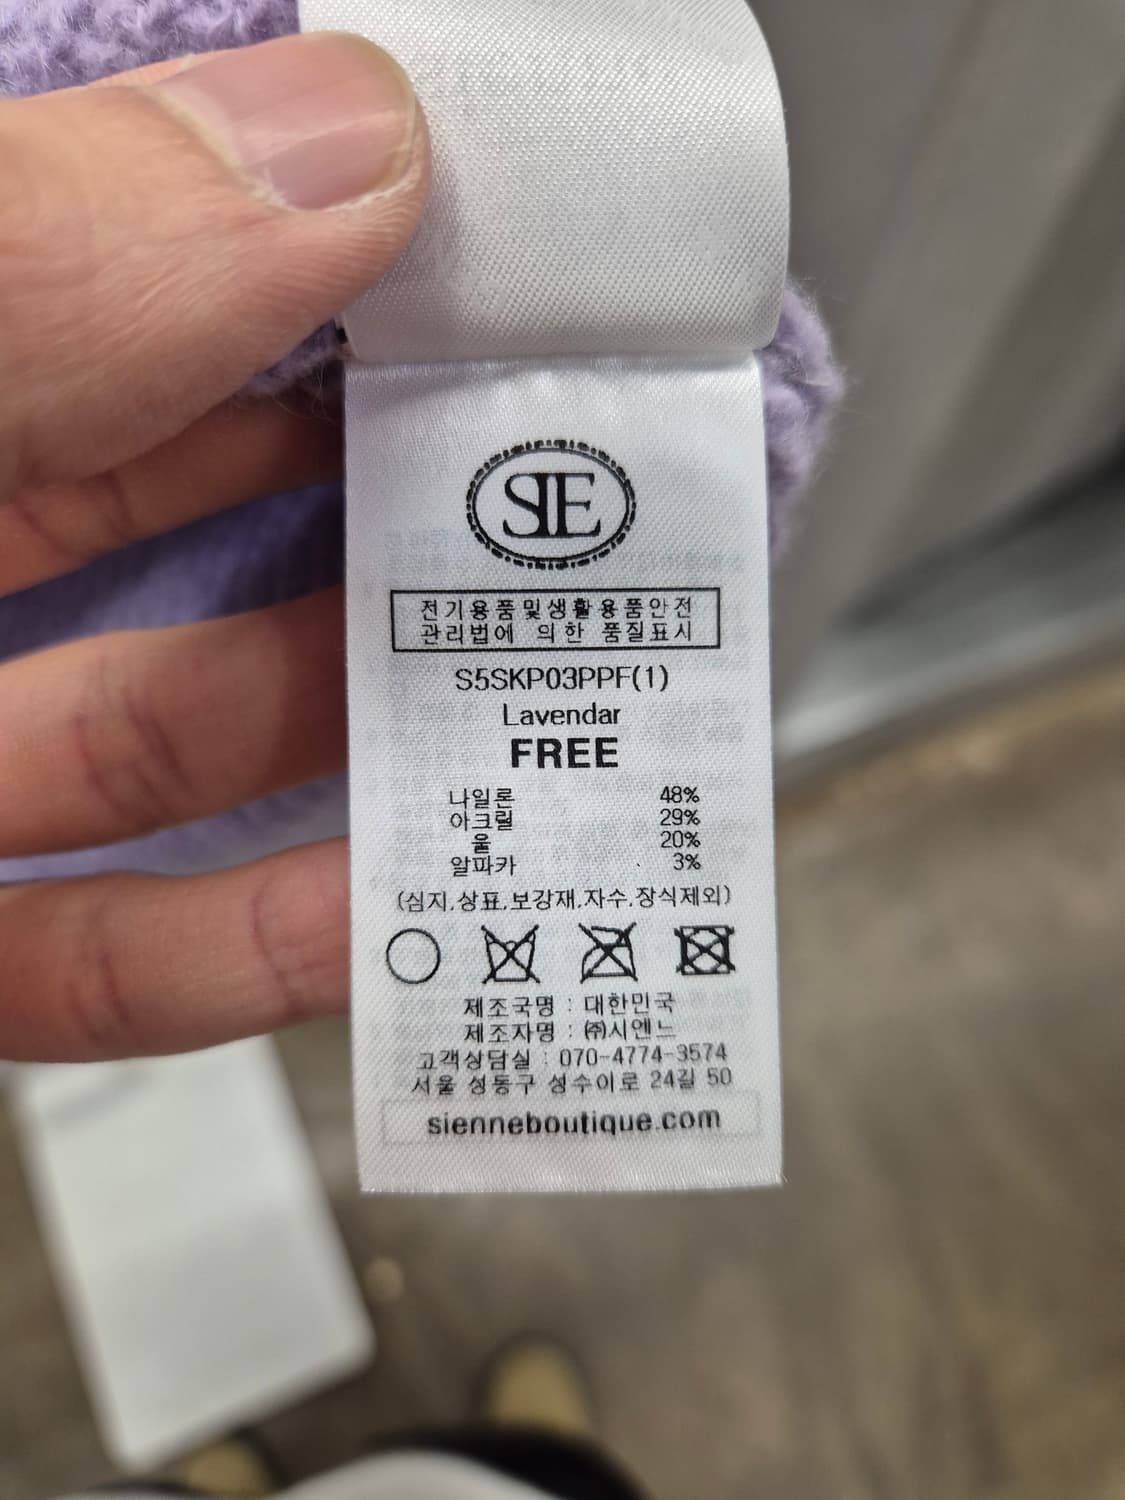 SIE
전기용품및생활용품안전
관리법에 의한 품질표시
S5SKP03PPF(1)
Lavendar
FREE
나일론 48%
아크릴 29%
울 20%
알파카 3%
(심지,상표,보강재,자수,장식제외)
제조국명 : 대한민국
제조자명 : ㈜시엔느
고객상담실 : 070-4774-3574
서울 성동구 성수이로 24길 50
sienneboutique.com